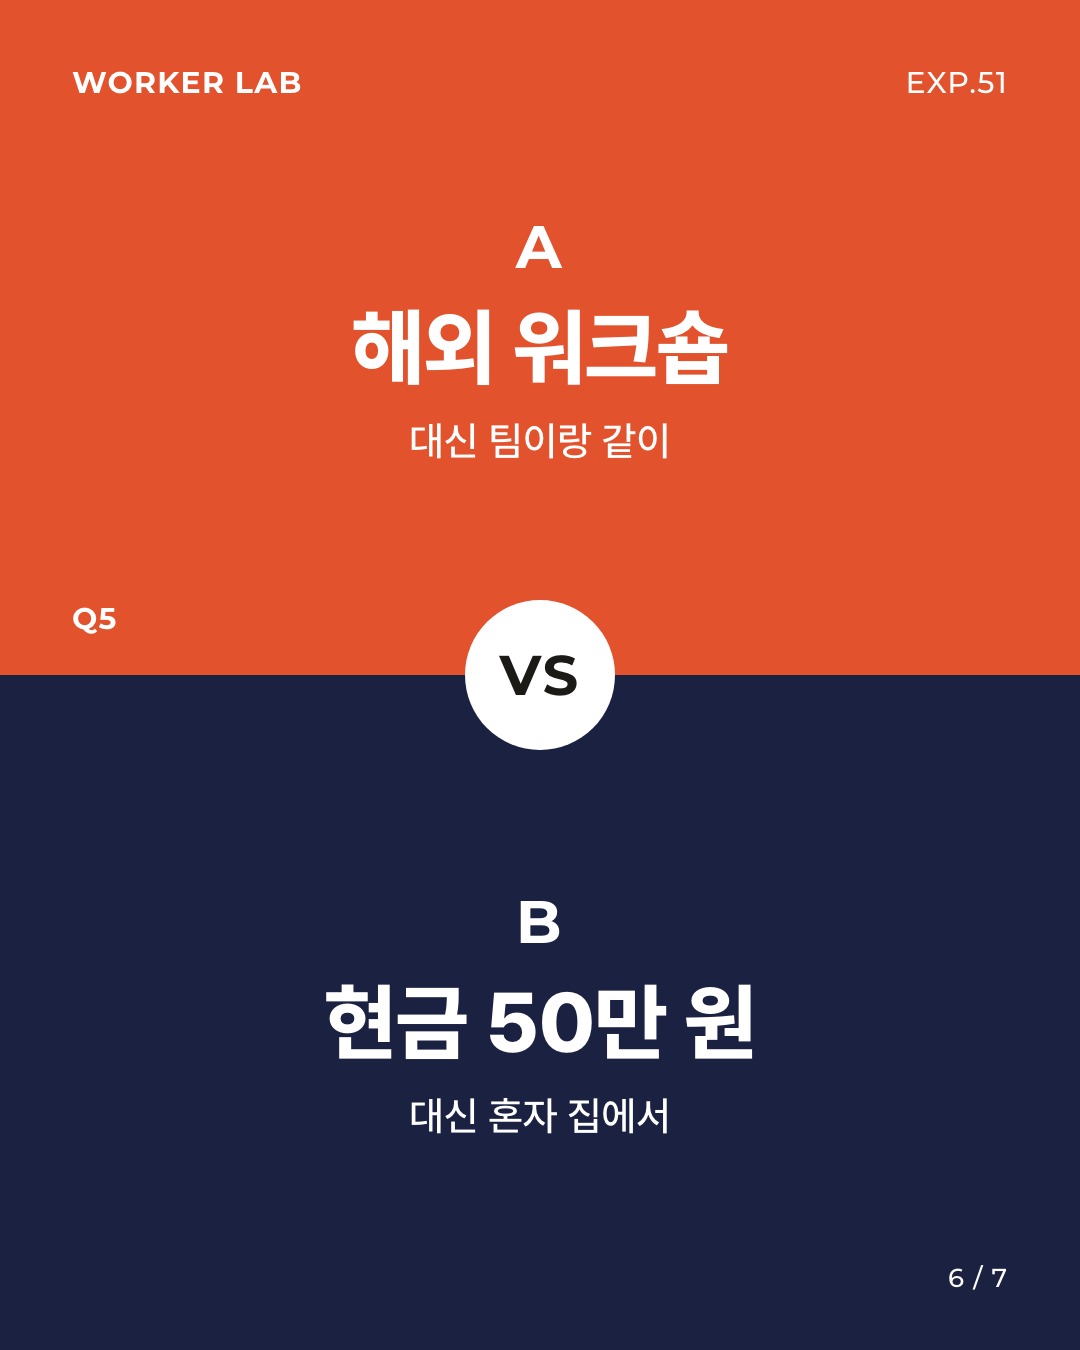 WORKER LAB
EXP.51
A
해외 워크숍
대신 팀이랑 같이
Q5
VS
B
현금 50만 원
대신 혼자 집에서
6 / 7